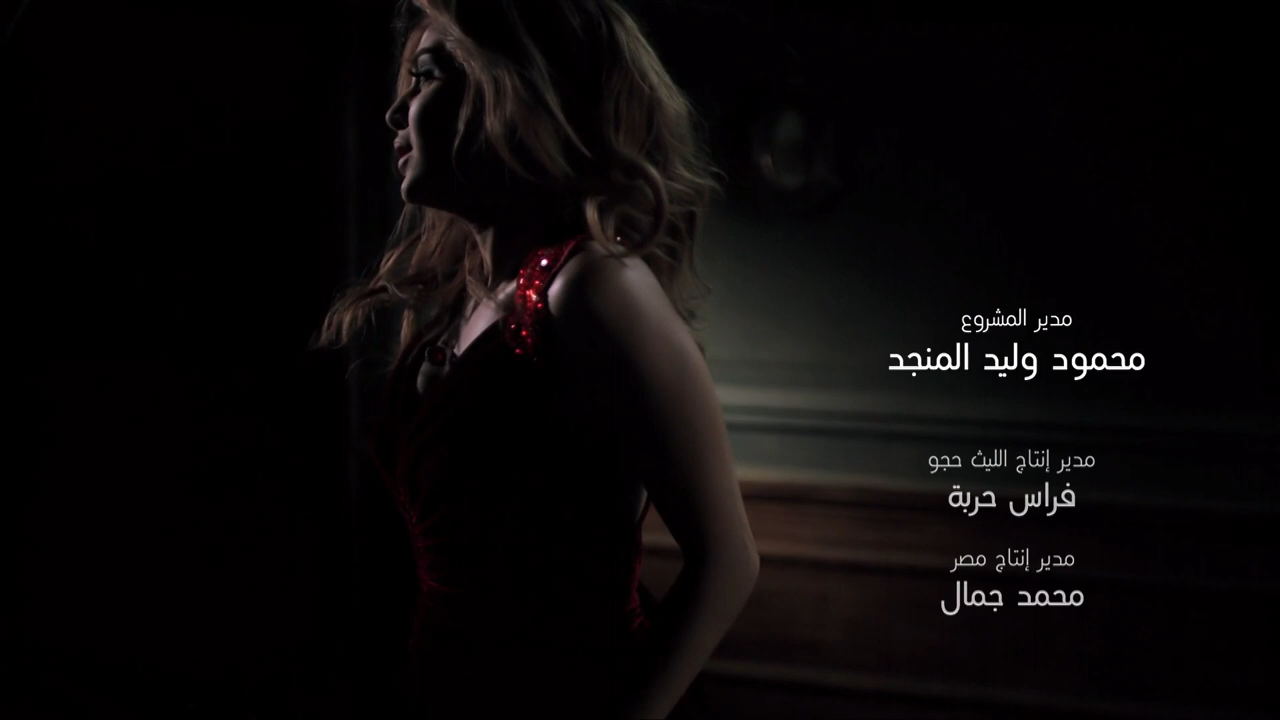 مدير المشروع
محمود وليد المنجد
مدير إنتاج الليث حجو
فراس حربة
مدير إنتاج مصر
محمد جمال